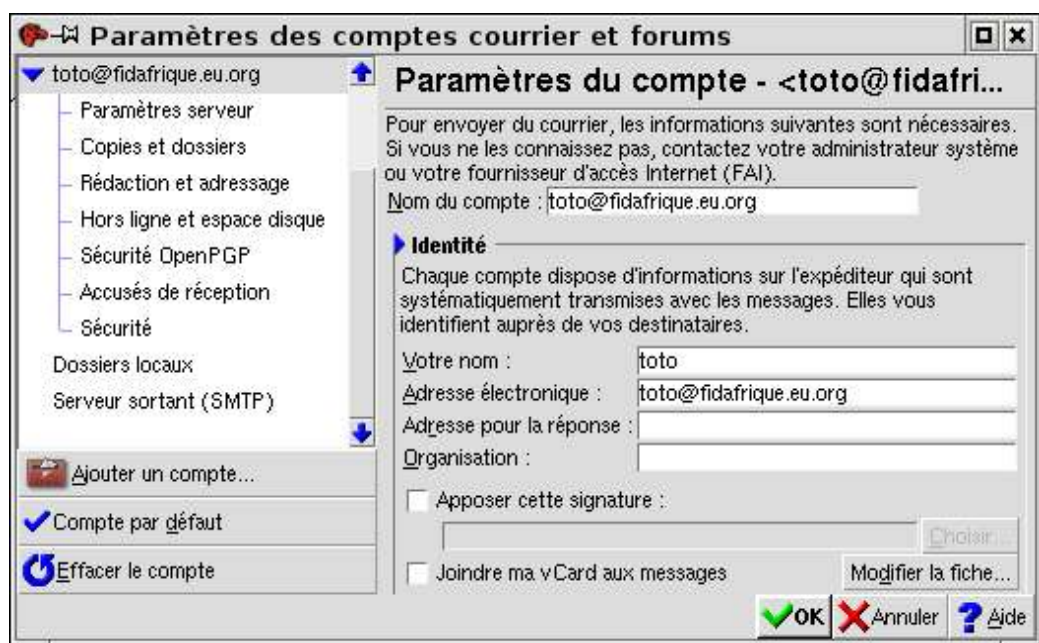 Paramètres des comptes courrier et forums
toto@fidafrique.eu.org
Paramètres serveur
Copies et dossiers
Rédaction et adressage
Hors ligne et espace disque
Sécurité OpenPGP
Accusés de réception
Sécurité
Dossiers locaux
Serveur sortant (SMTP)
Ajouter un compte...
Compte par défaut
Effacer le compte
Paramètres du compte - <toto@fidafri...
Pour envoyer du courrier, les informations suivantes sont nécessaires.
Si vous ne les connaissez pas, contactez votre administrateur système
ou votre fournisseur d'accès Internet (FAI).
Nom du compte : toto@fidafrique.eu.org
Identité
Chaque compte dispose d'informations sur l'expéditeur qui sont
systématiquement transmises avec les messages. Elles vous
identifient auprès de vos destinataires.
Votre nom : toto
Adresse électronique : toto@fidafrique.eu.org
Adresse pour la réponse :
Organisation :
Apposer cette signature :
Choisir...
Joindre ma vCard aux messages
Modifier la fiche...
OK Annuler Aide